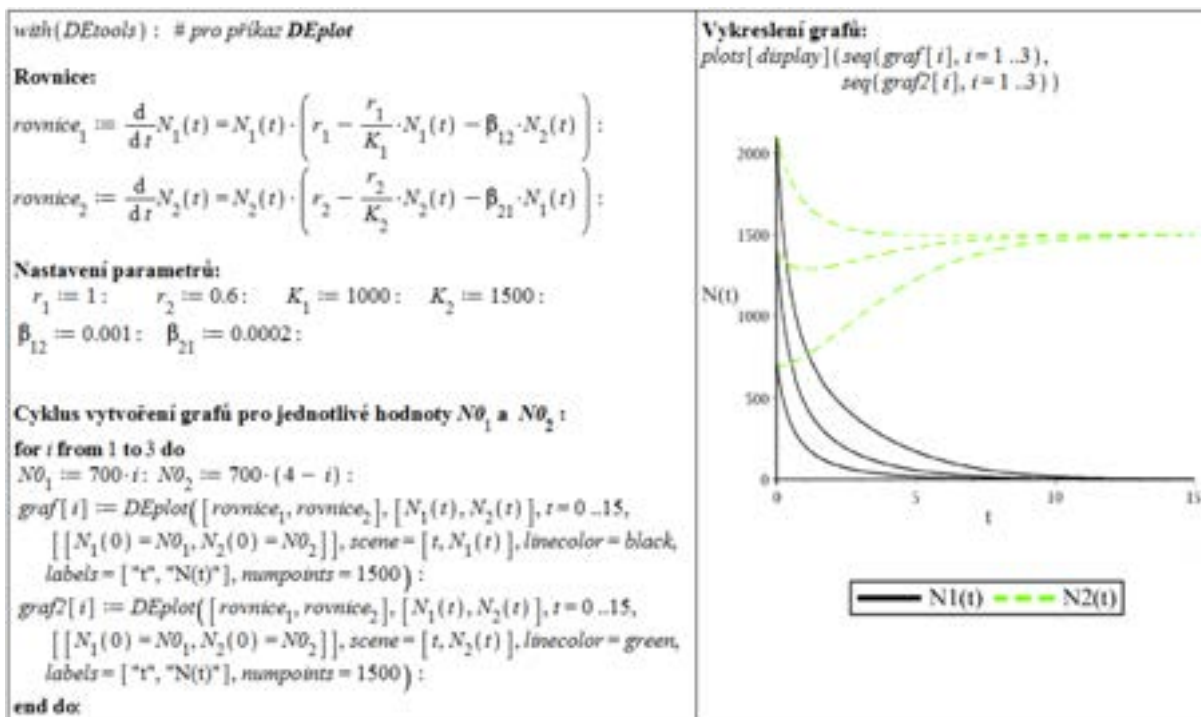 with(DEtools): # pro příkaz DEplot
Rovnice:
rovnice₁ := d/dt N₁(t) = N₁(t)·(r₁ − r₁/K₁·N₁(t) − β₁₂·N₂(t)):
rovnice₂ := d/dt N₂(t) = N₂(t)·(r₂ − r₂/K₂·N₂(t) − β₂₁·N₁(t)):
Nastavení parametrů:
r₁ := 1: r₂ := 0.6: K₁ := 1000: K₂ := 1500:
β₁₂ := 0.001: β₂₁ := 0.0002:
Cyklus vytvoření grafů pro jednotlivé hodnoty N0₁ a N0₂:
for i from 1 to 3 do
N0₁ := 700·i: N0₂ := 700·(4 − i):
graf[i] := DEplot([rovnice₁, rovnice₂], [N₁(t), N₂(t)], t = 0..15,
[[N₁(0) = N0₁, N₂(0) = N0₂]], scene = [t, N₁(t)], linecolor = black,
labels = ["t", "N(t)"], numpoints = 1500):
graf2[i] := DEplot([rovnice₁, rovnice₂], [N₁(t), N₂(t)], t = 0..15,
[[N₁(0) = N0₁, N₂(0) = N0₂]], scene = [t, N₂(t)], linecolor = green,
labels = ["t", "N(t)"], numpoints = 1500):
end do:
Vykreslení grafů:
plots[display](seq(graf[i], i = 1..3),
seq(graf2[i], i = 1..3))
2000
1500
N(t)
1000
500
0
0 5 10 15
t
N1(t) N2(t)